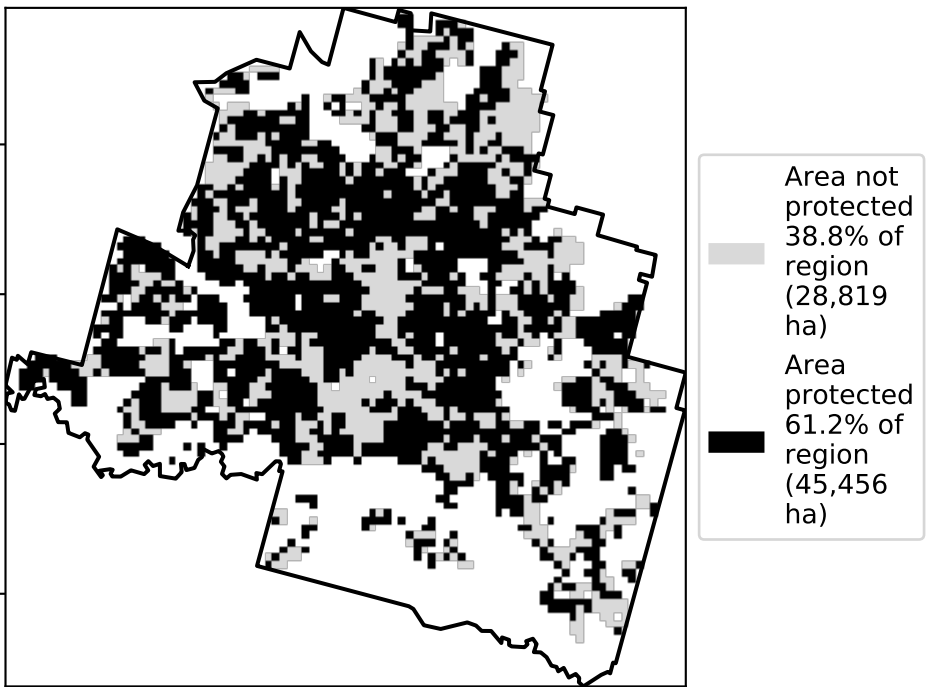 Area not
protected
38.8% of
region
(28,819
ha)
Area
protected
61.2% of
region
(45,456
ha)